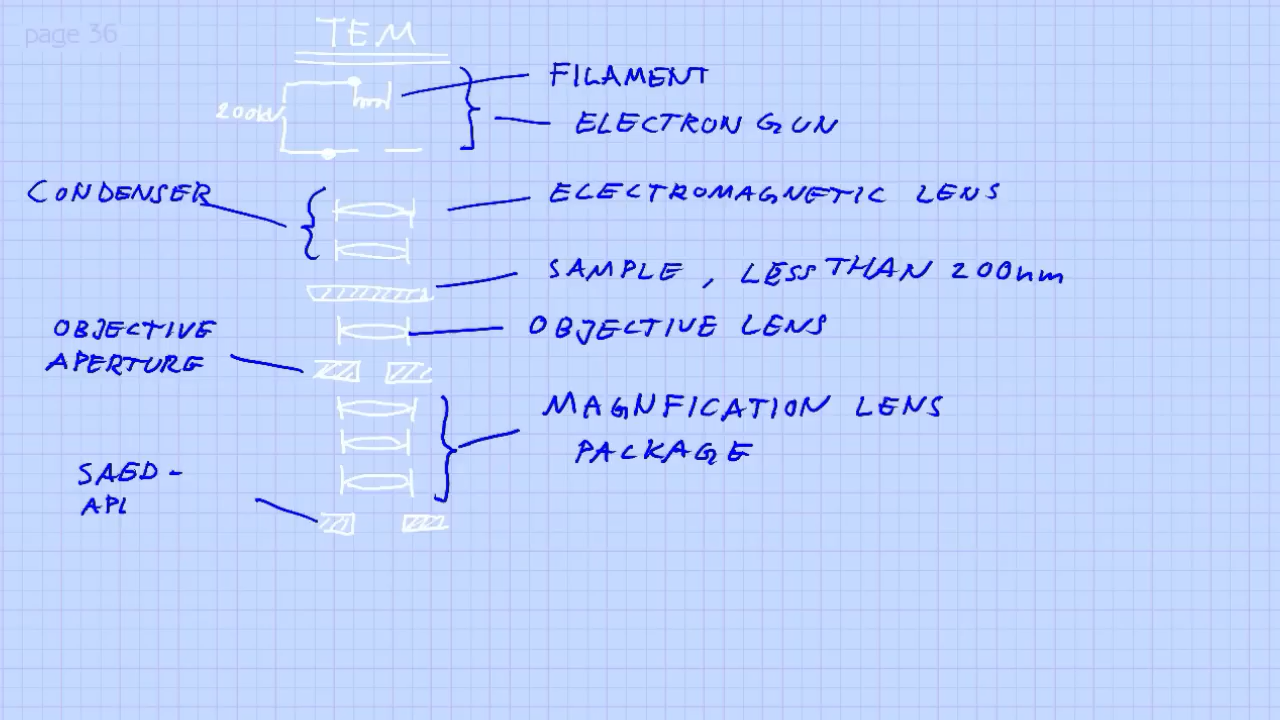 page 36
TEM
FILAMENT
200kV
ELECTRON GUN
CONDENSER
ELECTROMAGNETIC LENS
SAMPLE, LESS THAN 200nm
OBJECTIVE LENS
OBJECTIVE
APERTURE
MAGNFICATION LENS
PACKAGE
SAED-
APL